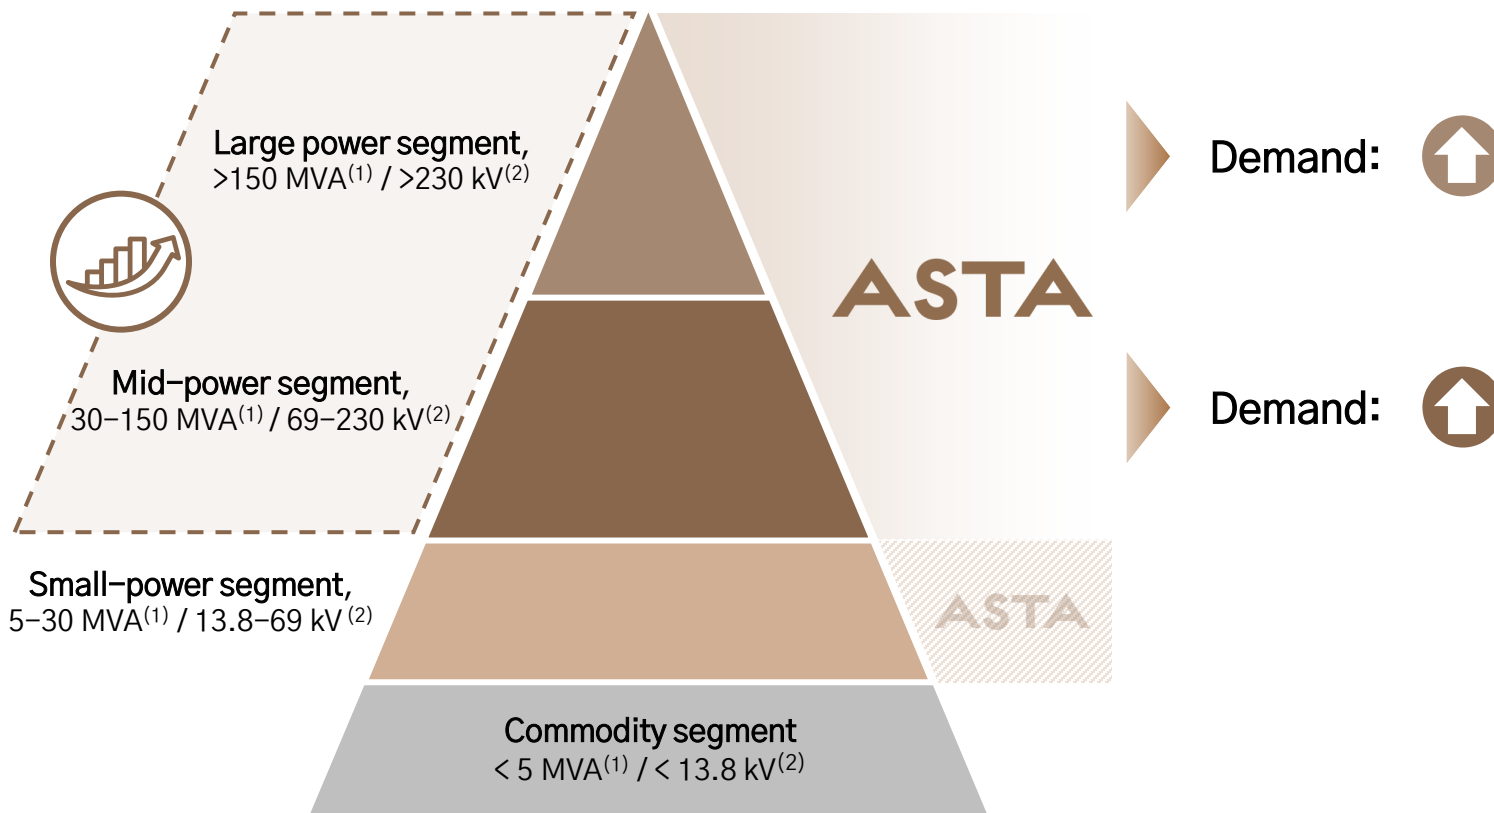 Large power segment,
>150 MVA(1) / >230 kV(2)
Demand:
ASTA
Mid-power segment,
30-150 MVA(1) / 69-230 kV(2)
Demand:
Small-power segment,
5-30 MVA(1) / 13.8-69 kV (2)
ASTA
Commodity segment
< 5 MVA(1) / < 13.8 kV(2)